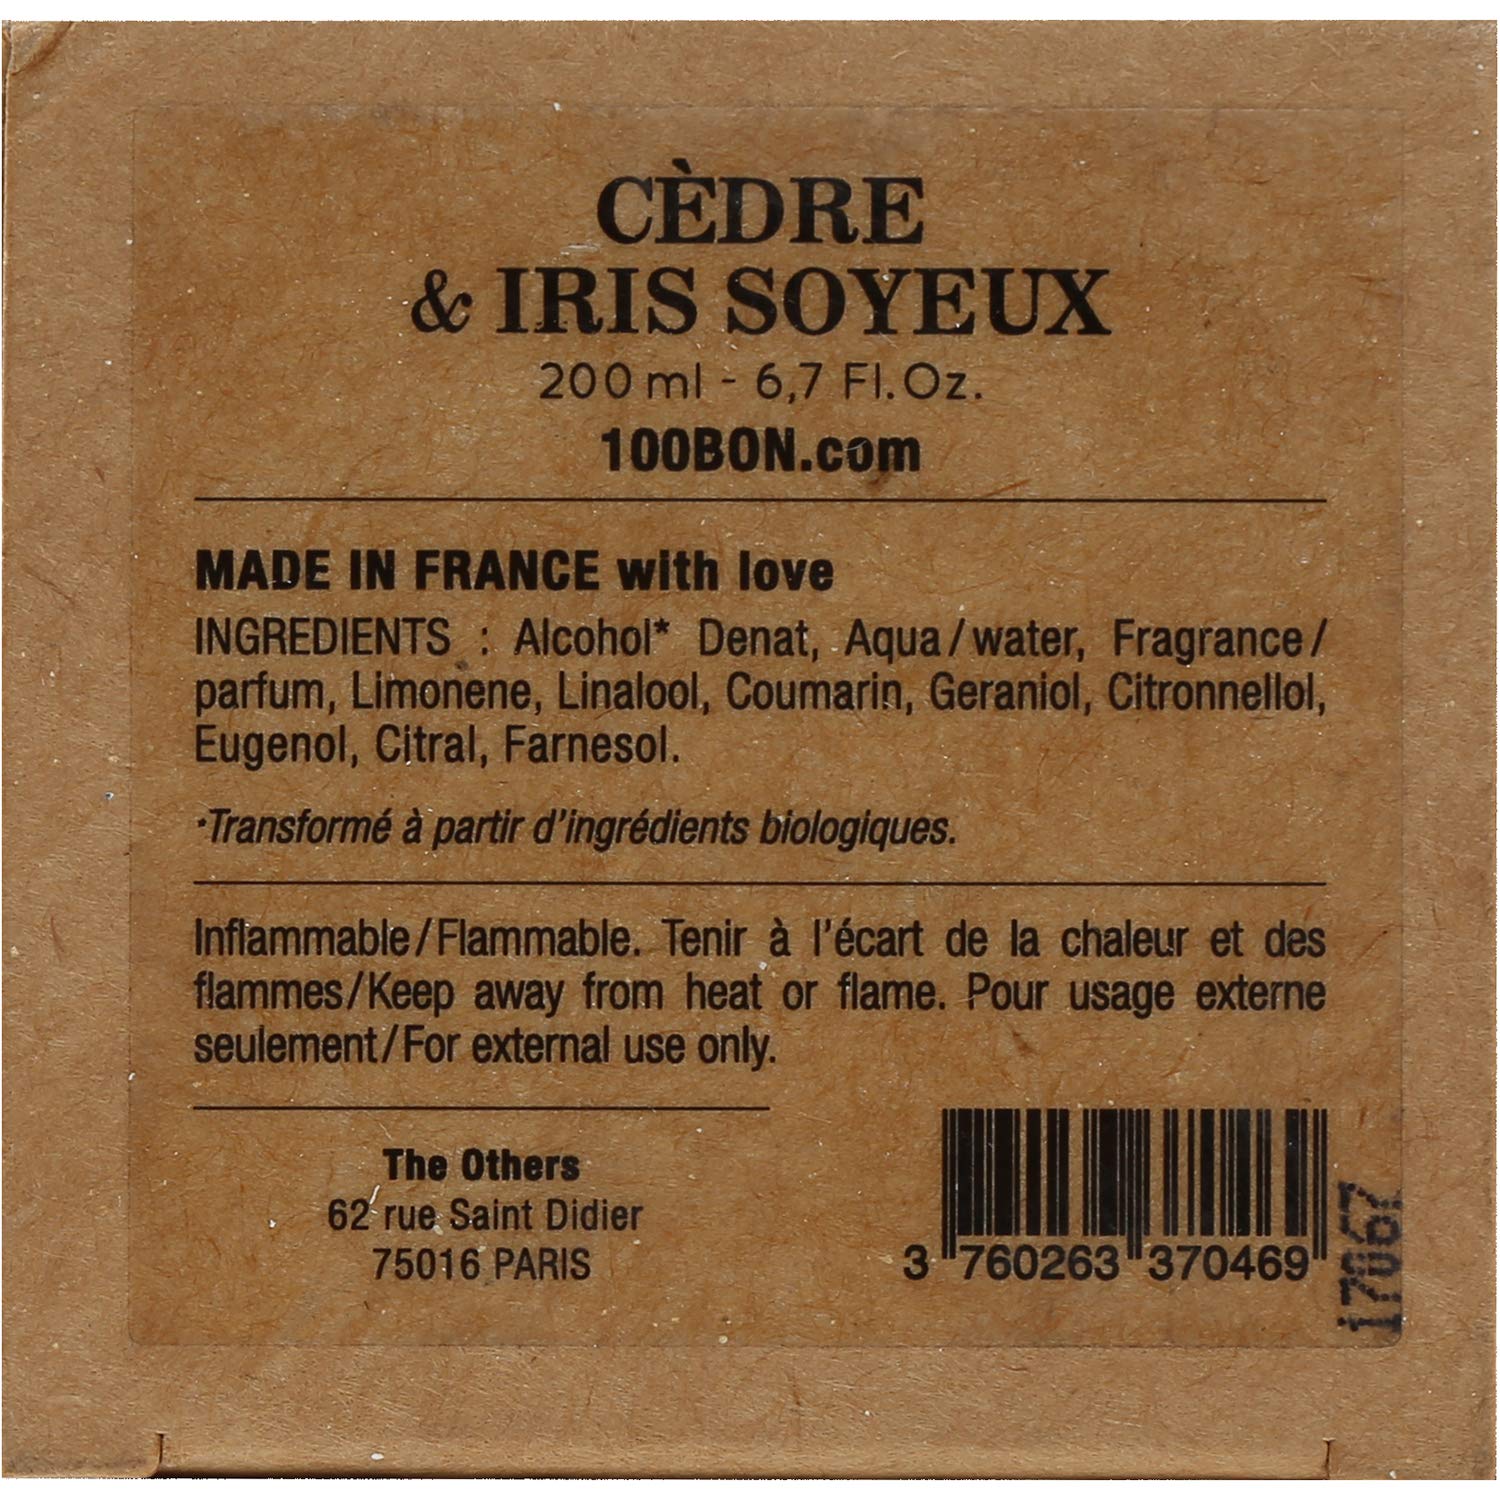 CÈDRE
& IRIS SOYEUX
200 ml - 6,7 Fl.Oz.
100BON.com
MADE IN FRANCE with love
INGREDIENTS : Alcohol* Denat, Aqua/water, Fragrance/
parfum, Limonene, Linalool, Coumarin, Geraniol, Citronnellol,
Eugenol, Citral, Farnesol.
*Transformé à partir d'ingrédients biologiques.
Inflammable/Flammable. Tenir à l'écart de la chaleur et des
flammes/Keep away from heat or flame. Pour usage externe
seulement/For external use only.
The Others
62 rue Saint Didier
75016 PARIS
3 760263 370469
17067